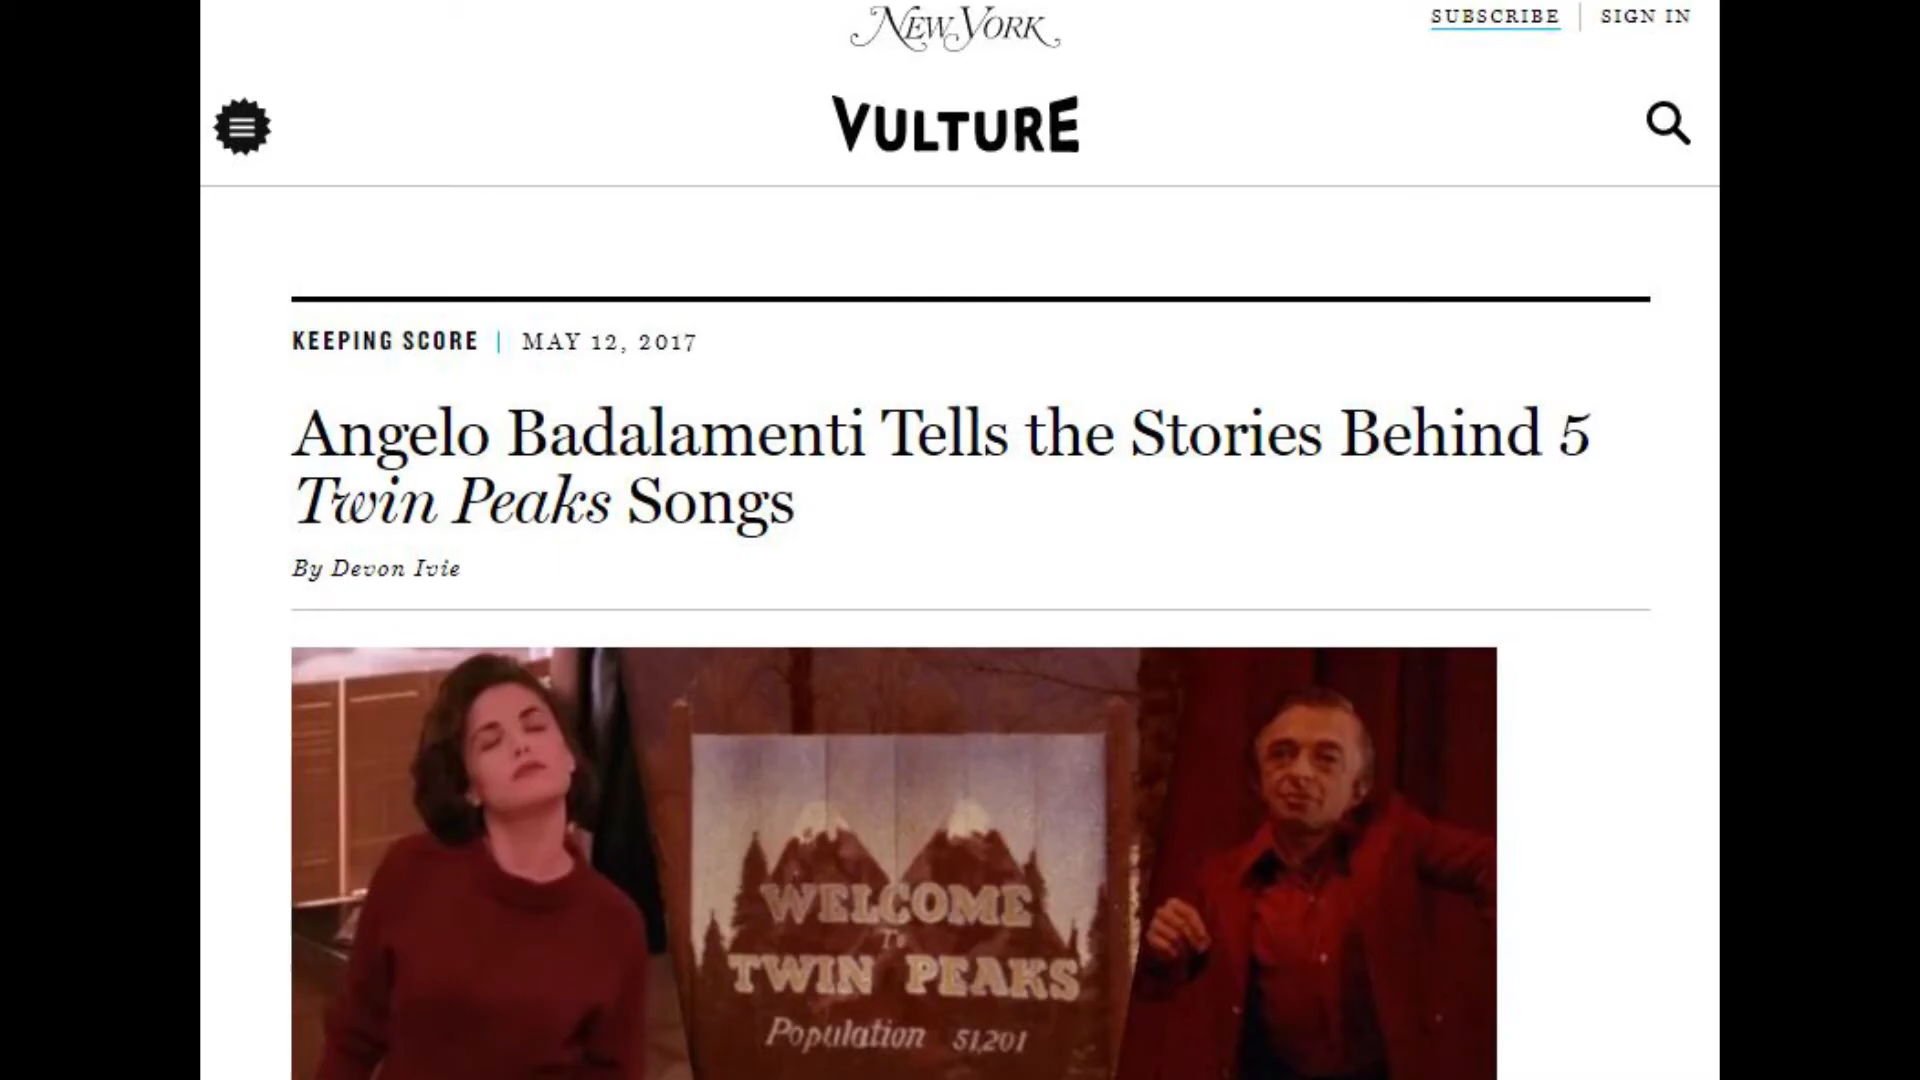 NEW YORK
SUBSCRIBE | SIGN IN
VULTURE
KEEPING SCORE | MAY 12, 2017
Angelo Badalamenti Tells the Stories Behind 5
Twin Peaks Songs
By Devon Ivie
WELCOME
To
TWIN PEAKS
Population 51,201